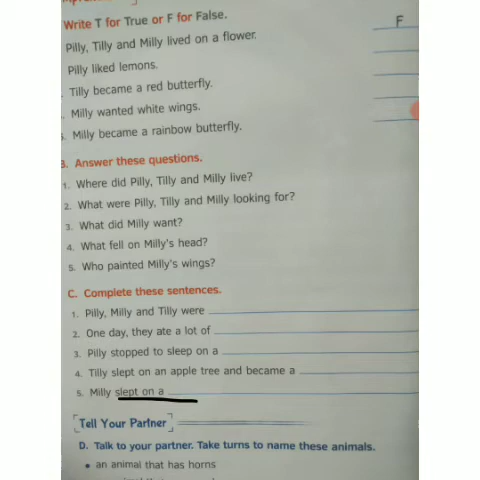 Write T for True or F for False.
Pilly, Tilly and Milly lived on a flower. F
Pilly liked lemons.
Tilly became a red butterfly.
Milly wanted white wings.
Milly became a rainbow butterfly.
B. Answer these questions.
1. Where did Pilly, Tilly and Milly live?
2. What were Pilly, Tilly and Milly looking for?
3. What did Milly want?
4. What fell on Milly's head?
5. Who painted Milly's wings?
C. Complete these sentences.
1. Pilly, Milly and Tilly were
2. One day, they ate a lot of
3. Pilly stopped to sleep on a
4. Tilly slept on an apple tree and became a
5. Milly slept on a
Tell Your Partner
D. Talk to your partner. Take turns to name these animals.
• an animal that has horns